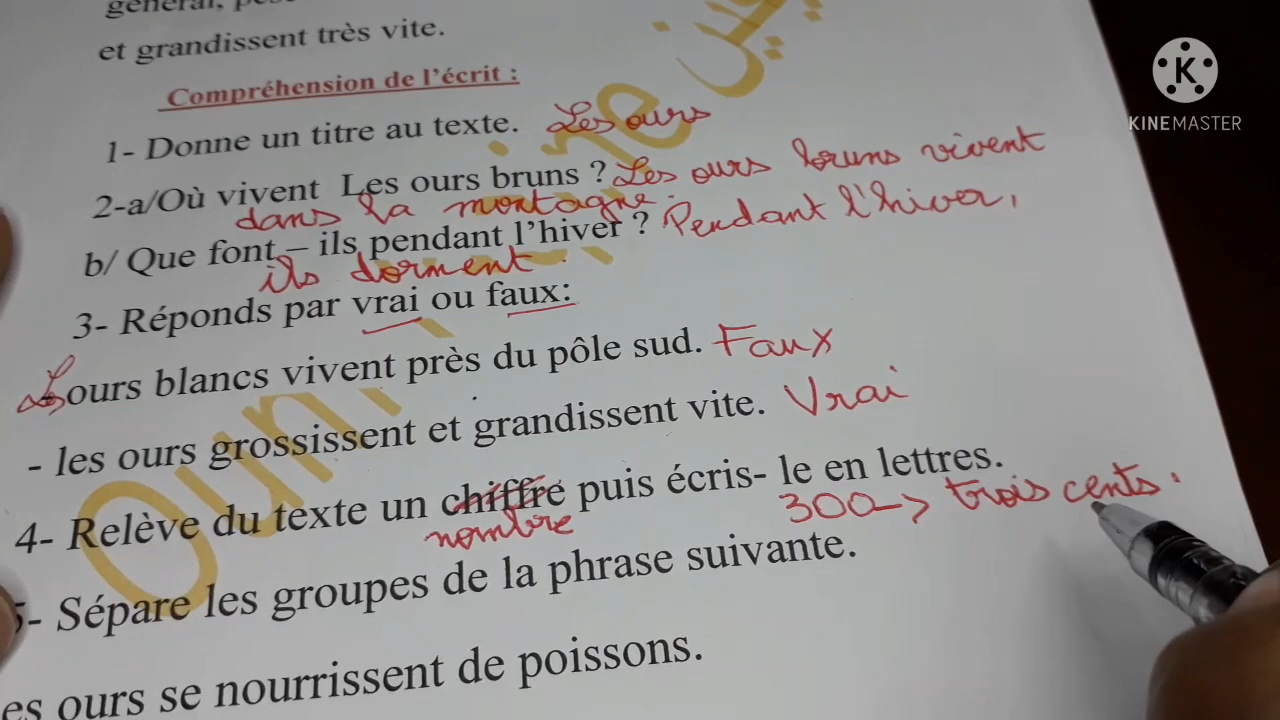 général,
et grandissent très vite.
Compréhension de l'écrit :
1- Donne un titre au texte. Les ours
2-a/Où vivent Les ours bruns ? Les ours bruns vivent
dans la montagne.
b/ Que font – ils pendant l'hiver ? Pendant l'hiver,
ils dorment.
3- Réponds par vrai ou faux:
Les ours blancs vivent près du pôle sud. Faux
- les ours grossissent et grandissent vite. Vrai
4- Relève du texte un chiffre puis écris- le en lettres.
nombre 300 -> trois cents.
5- Sépare les groupes de la phrase suivante.
es ours se nourrissent de poissons.
K
KINEMASTER